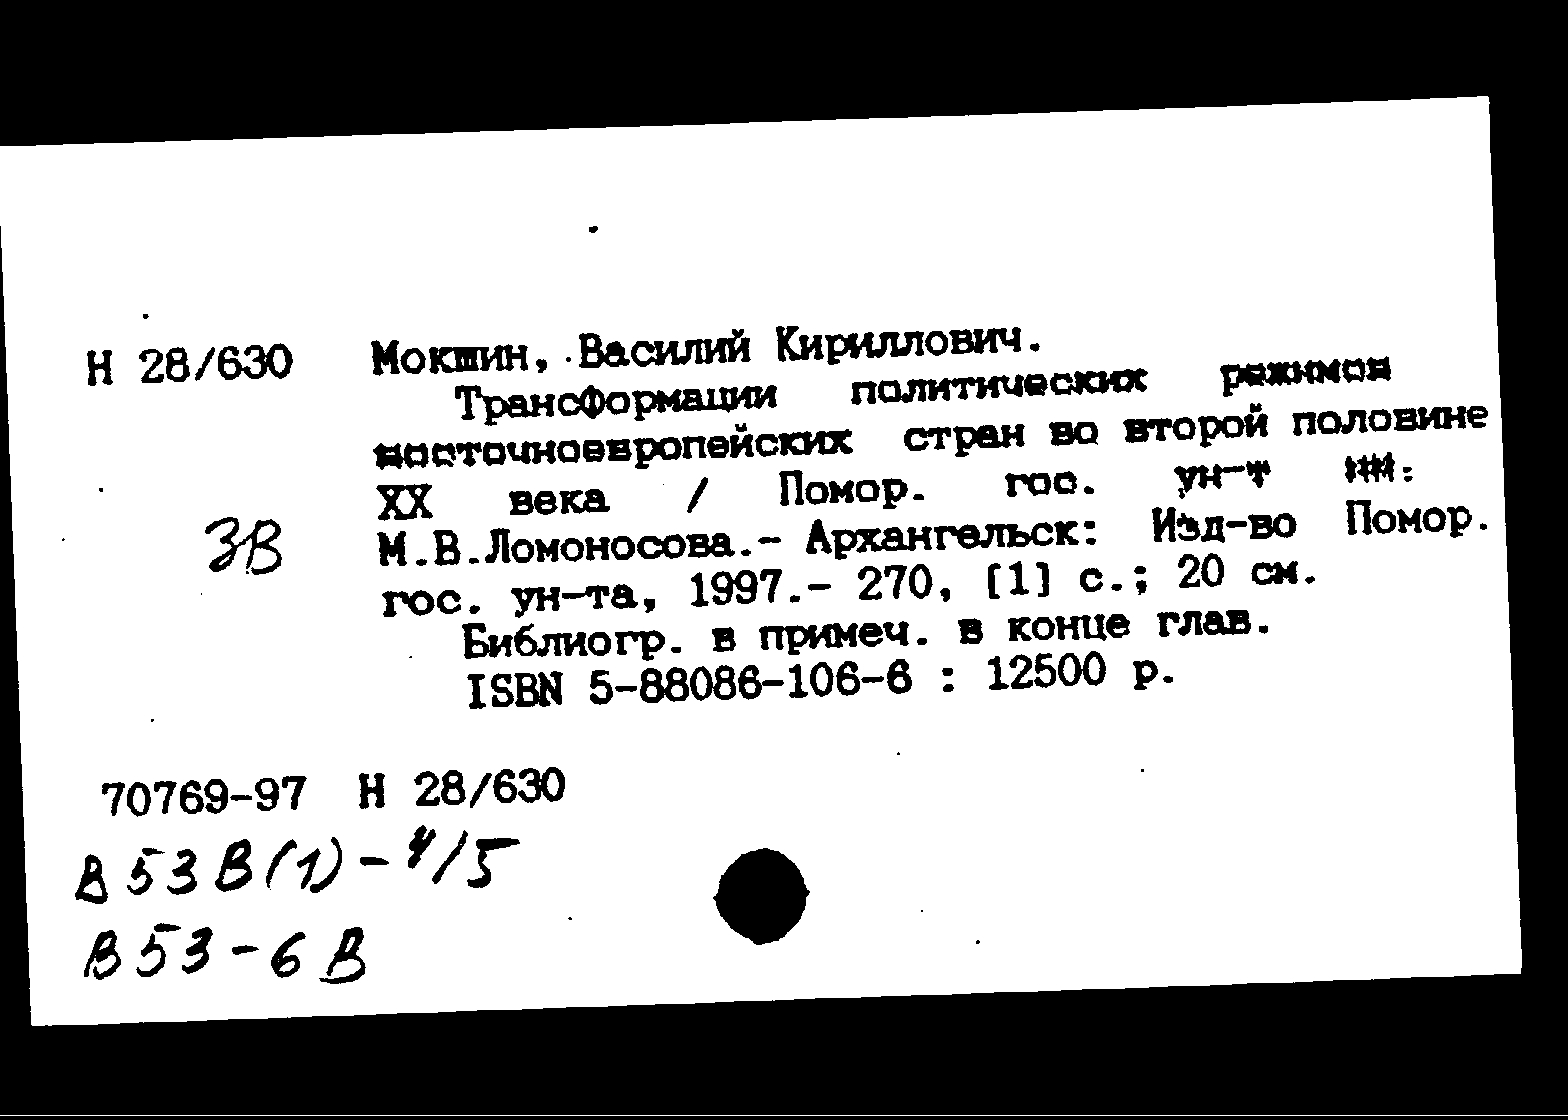 Н 28/630 Мокшин, Василий Кириллович.
Трансформации политических режимов
восточноевропейских стран во второй половине
XX века / Помор. гос. ун-т им.
М.В.Ломоносова.- Архангельск: Изд-во Помор.
ЗВ
гос. ун-та, 1997.- 270, [1] с.; 20 см.
Библиогр. в примеч. в конце глав.
ISBN 5-88086-106-6 : 12500 р.
70769-97 Н 28/630
В53В(1)-4/5
В53-6В